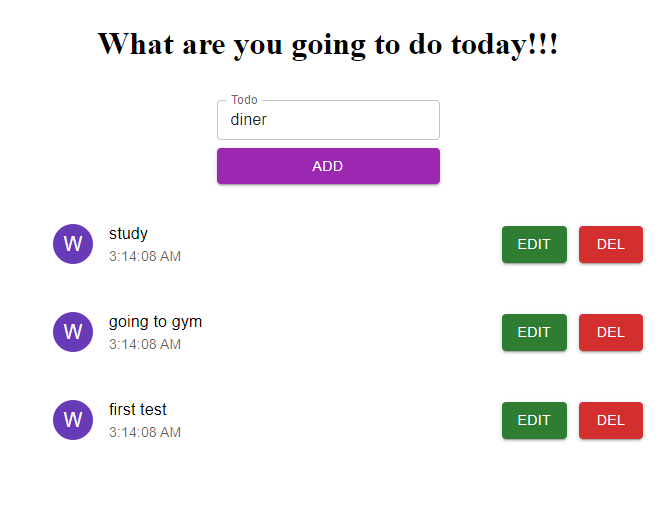 What are you going to do today!!!
Todo
diner
ADD
W study EDIT DEL
3:14:08 AM
W going to gym EDIT DEL
3:14:08 AM
W first test EDIT DEL
3:14:08 AM